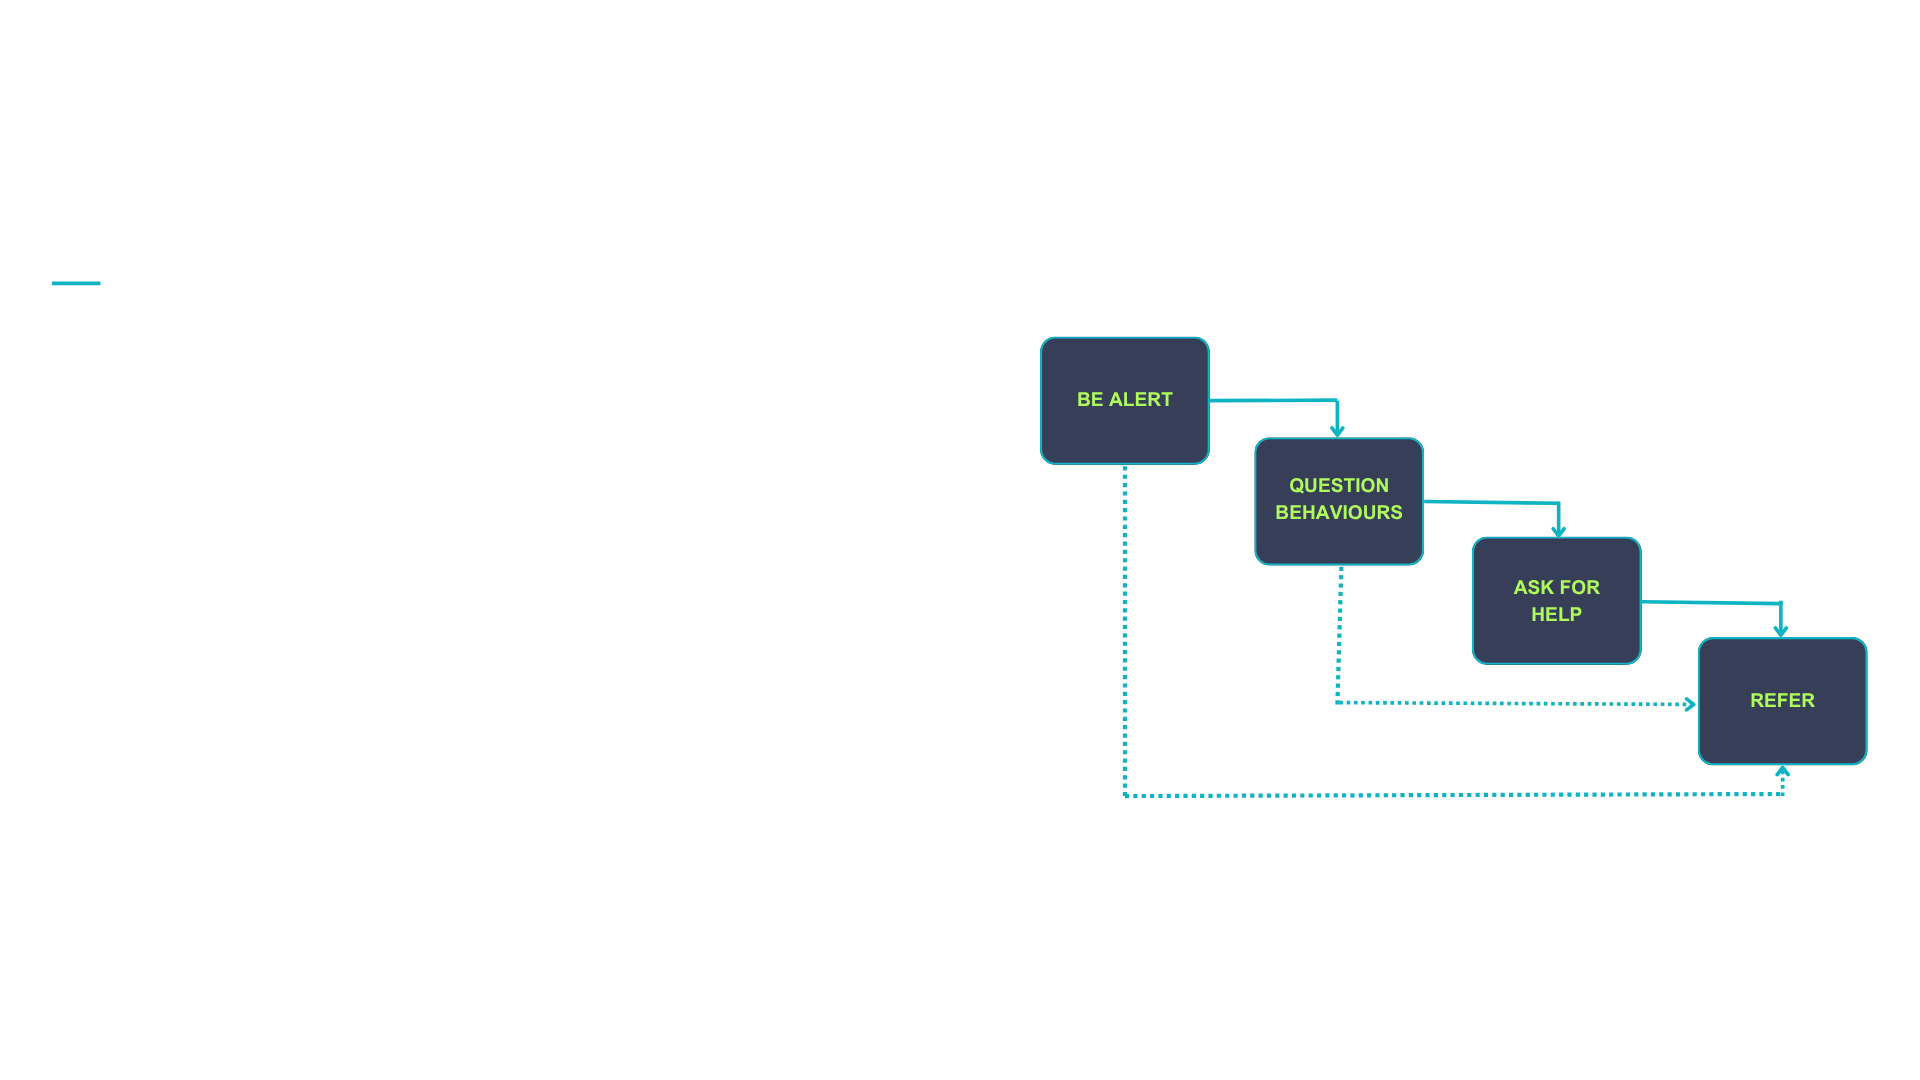 BE ALERT
QUESTION
BEHAVIOURS
ASK FOR
HELP
REFER